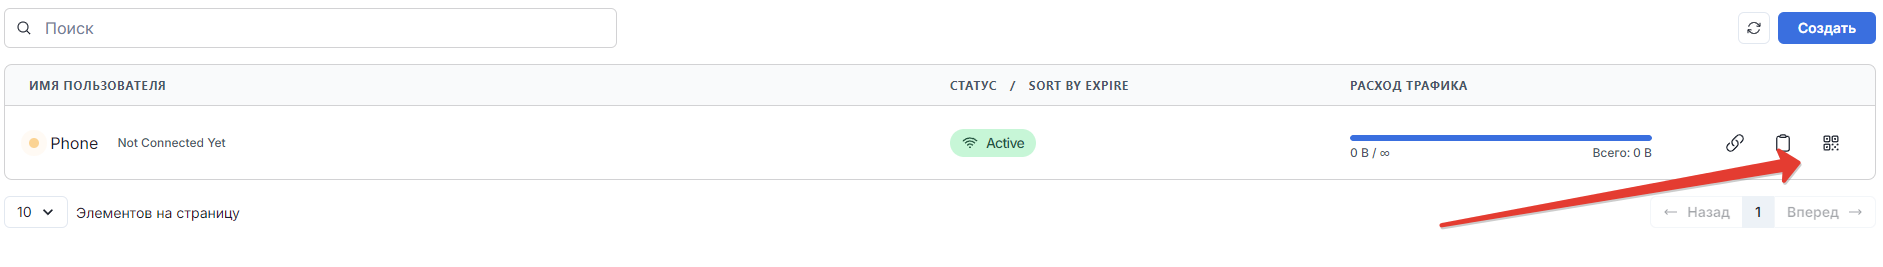 Поиск
Создать
ИМЯ ПОЛЬЗОВАТЕЛЯ СТАТУС / SORT BY EXPIRE РАСХОД ТРАФИКА
Phone Not Connected Yet Active
0 B / ∞ Всего: 0 B
10 Элементов на страницу ← Назад 1 Вперед →